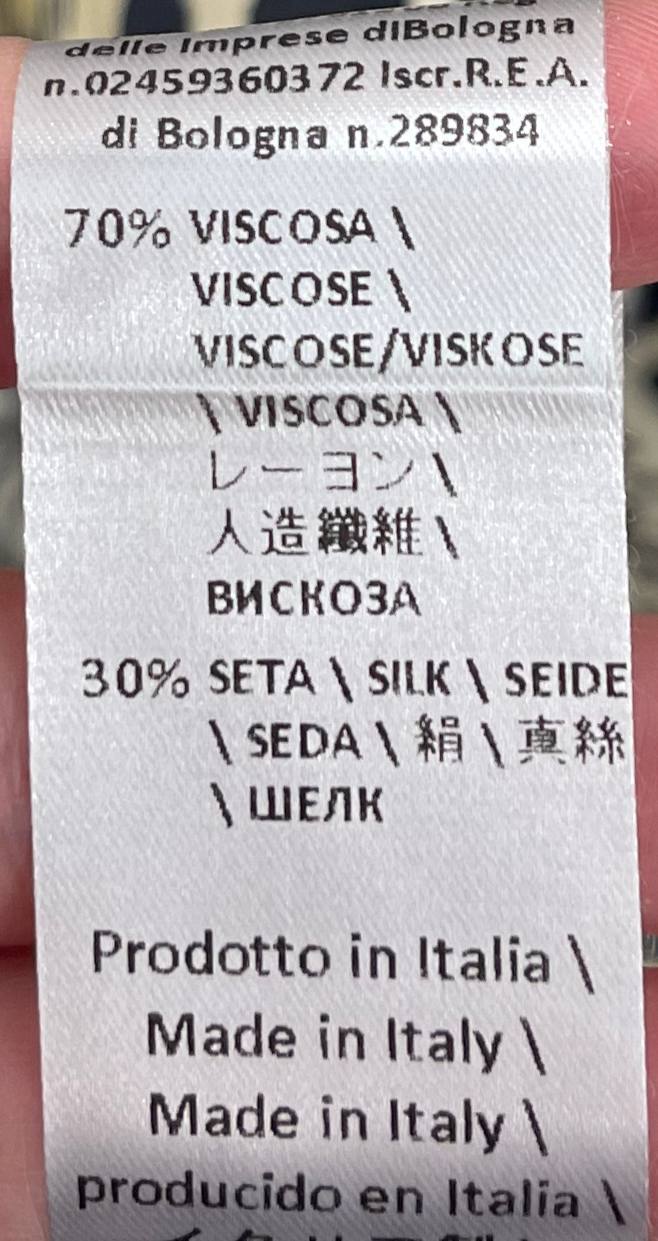 delle Imprese diBologna
n.02459360372 Iscr.R.E.A.
di Bologna n.289834
70% VISCOSA \
VISCOSE \
VISCOSE/VISKOSE
\ VISCOSA \
レーヨン \
人造纖維 \
ВИСКОЗА
30% SETA \ SILK \ SEIDE
\ SEDA \ 絹 \ 真絲
\ ШЕЛК
Prodotto in Italia \
Made in Italy \
Made in Italy \
producido en Italia \